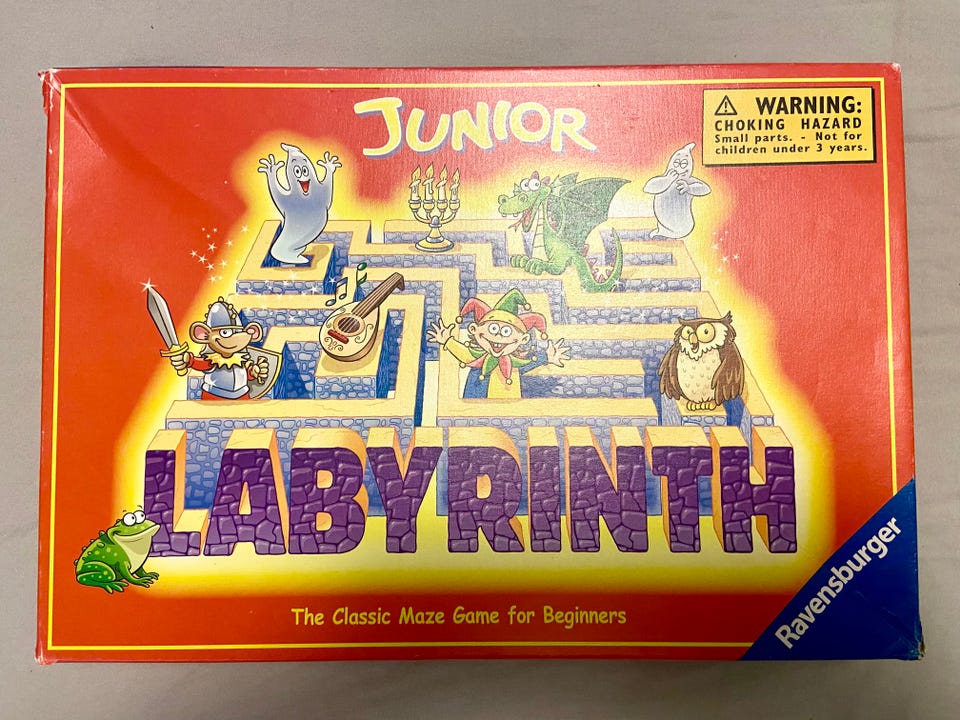 JUNIOR
WARNING:
CHOKING HAZARD
Small parts. - Not for
children under 3 years.
LABYRINTH
The Classic Maze Game for Beginners
Ravensburger